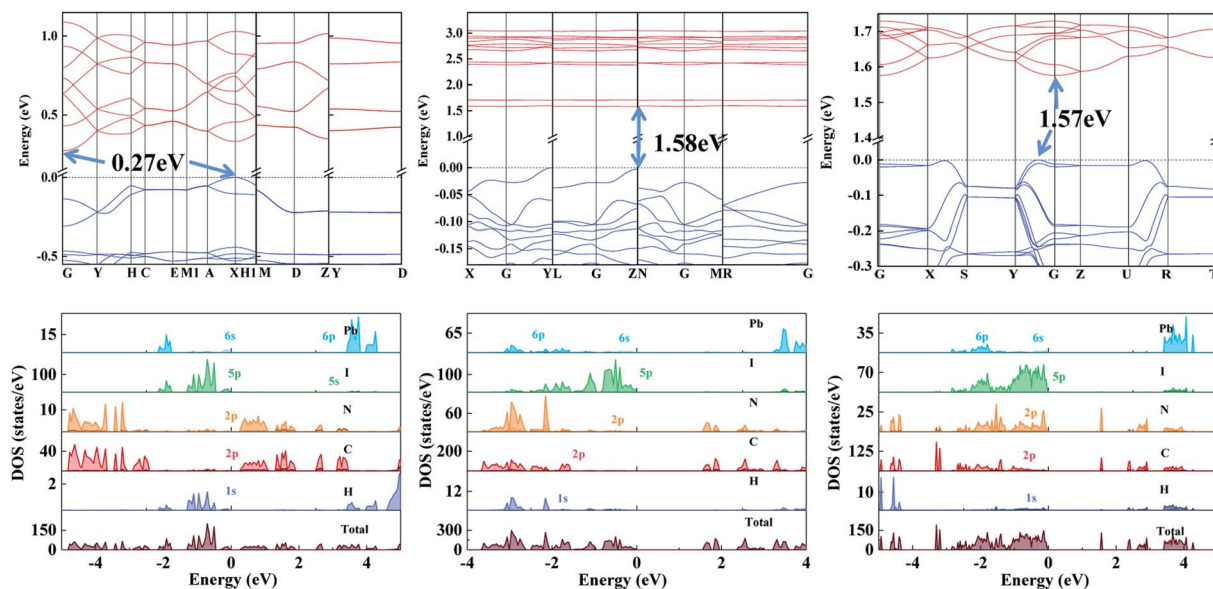 Energy (eV)
1.0
0.5
0.0
-0.5
0.27eV
G Y H C E M1 A X H1 M D Z Y D
Energy (eV)
3.0
2.5
2.0
1.5
1.0
0.00
-0.05
-0.10
-0.15
1.58eV
X G Y L G Z N G M R G
Energy (eV)
1.7
1.6
1.5
1.4
0.0
-0.1
-0.2
-0.3
1.57eV
G X S Y G Z U R T
DOS (states/eV)
15 6s 6p Pb
100 5p 5s I
10 2p N
40 2p C
2 1s H
150 Total
0
-4 -2 0 2 4
Energy (eV)
DOS (states/eV)
65 6p 6s Pb
100 5p I
60 2p N
200 2p C
12 1s H
300 Total
150
0
-4 -2 0 2 4
Energy (eV)
DOS (states/eV)
35 6p 6s Pb
70 5p I
25 2p N
125 2p C
10 1s H
150 Total
0
-4 -2 0 2 4
Energy (eV)